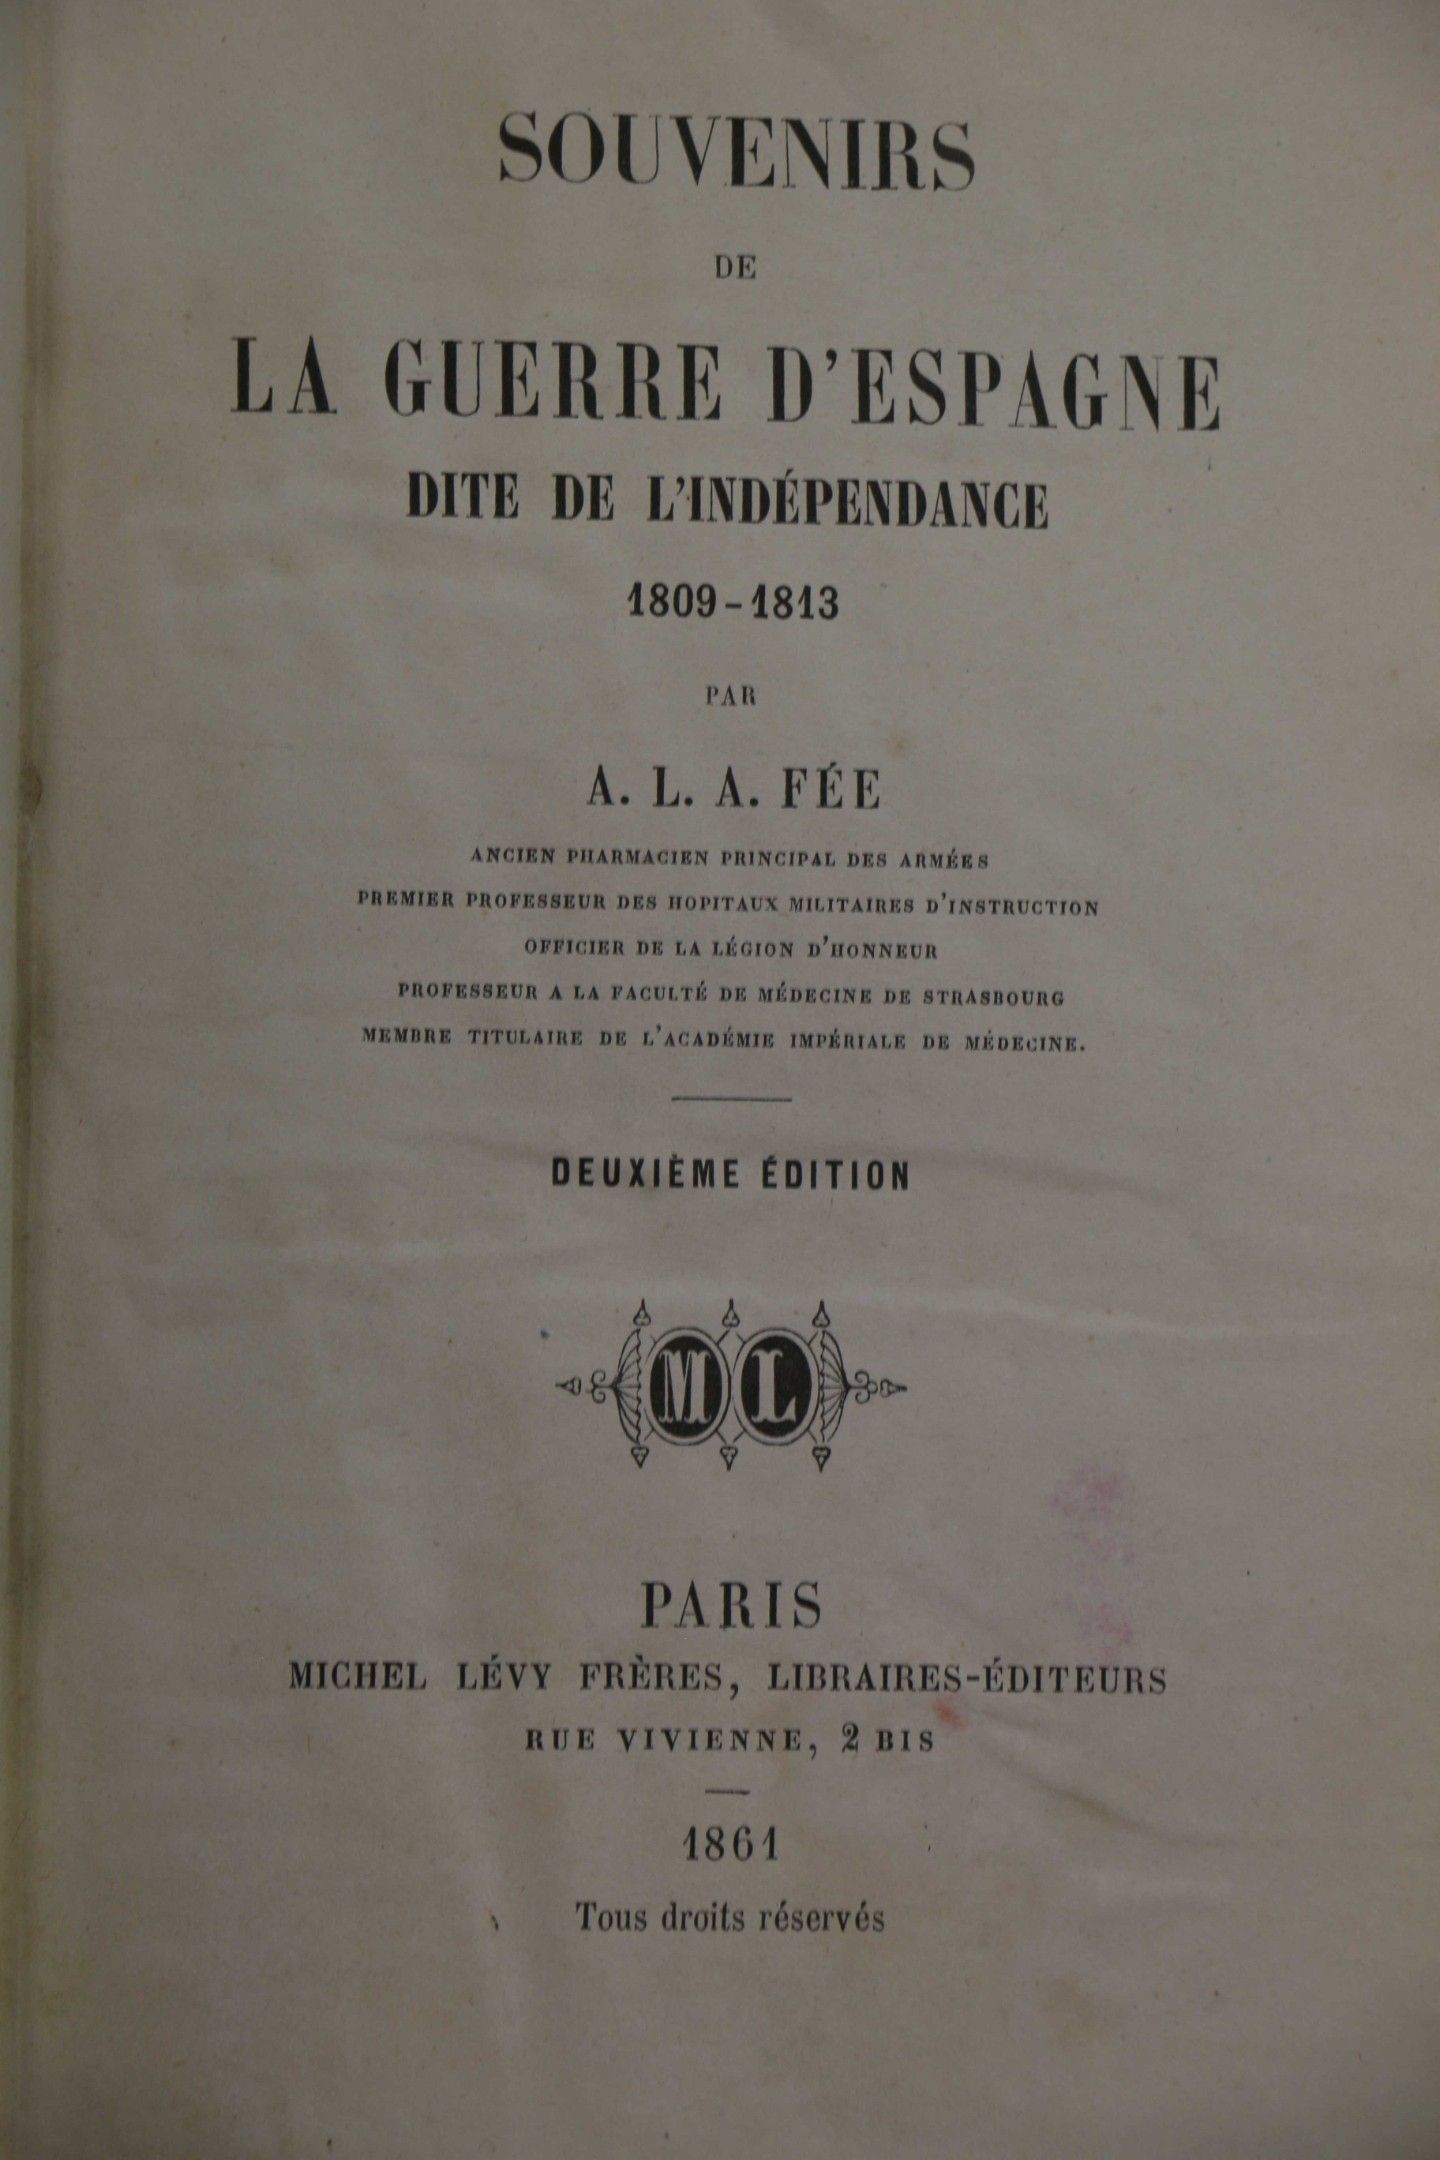 SOUVENIRS
DE
LA GUERRE D'ESPAGNE
DITE DE L'INDÉPENDANCE
1809-1813
PAR
A. L. A. FÉE
ANCIEN PHARMACIEN PRINCIPAL DES ARMÉES
PREMIER PROFESSEUR DES HOPITAUX MILITAIRES D'INSTRUCTION
OFFICIER DE LA LÉGION D'HONNEUR
PROFESSEUR A LA FACULTÉ DE MÉDECINE DE STRASBOURG
MEMBRE TITULAIRE DE L'ACADÉMIE IMPÉRIALE DE MÉDECINE.
DEUXIÈME ÉDITION
ML
PARIS
MICHEL LÉVY FRÈRES, LIBRAIRES-ÉDITEURS
RUE VIVIENNE, 2 BIS
1861
Tous droits réservés